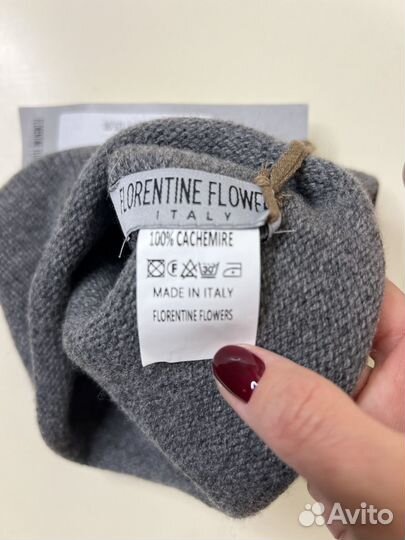 FLORENTINE FLOWE
ITALY
100% CACHEMIRE
MADE IN ITALY
FLORENTINE FLOWERS
Avito